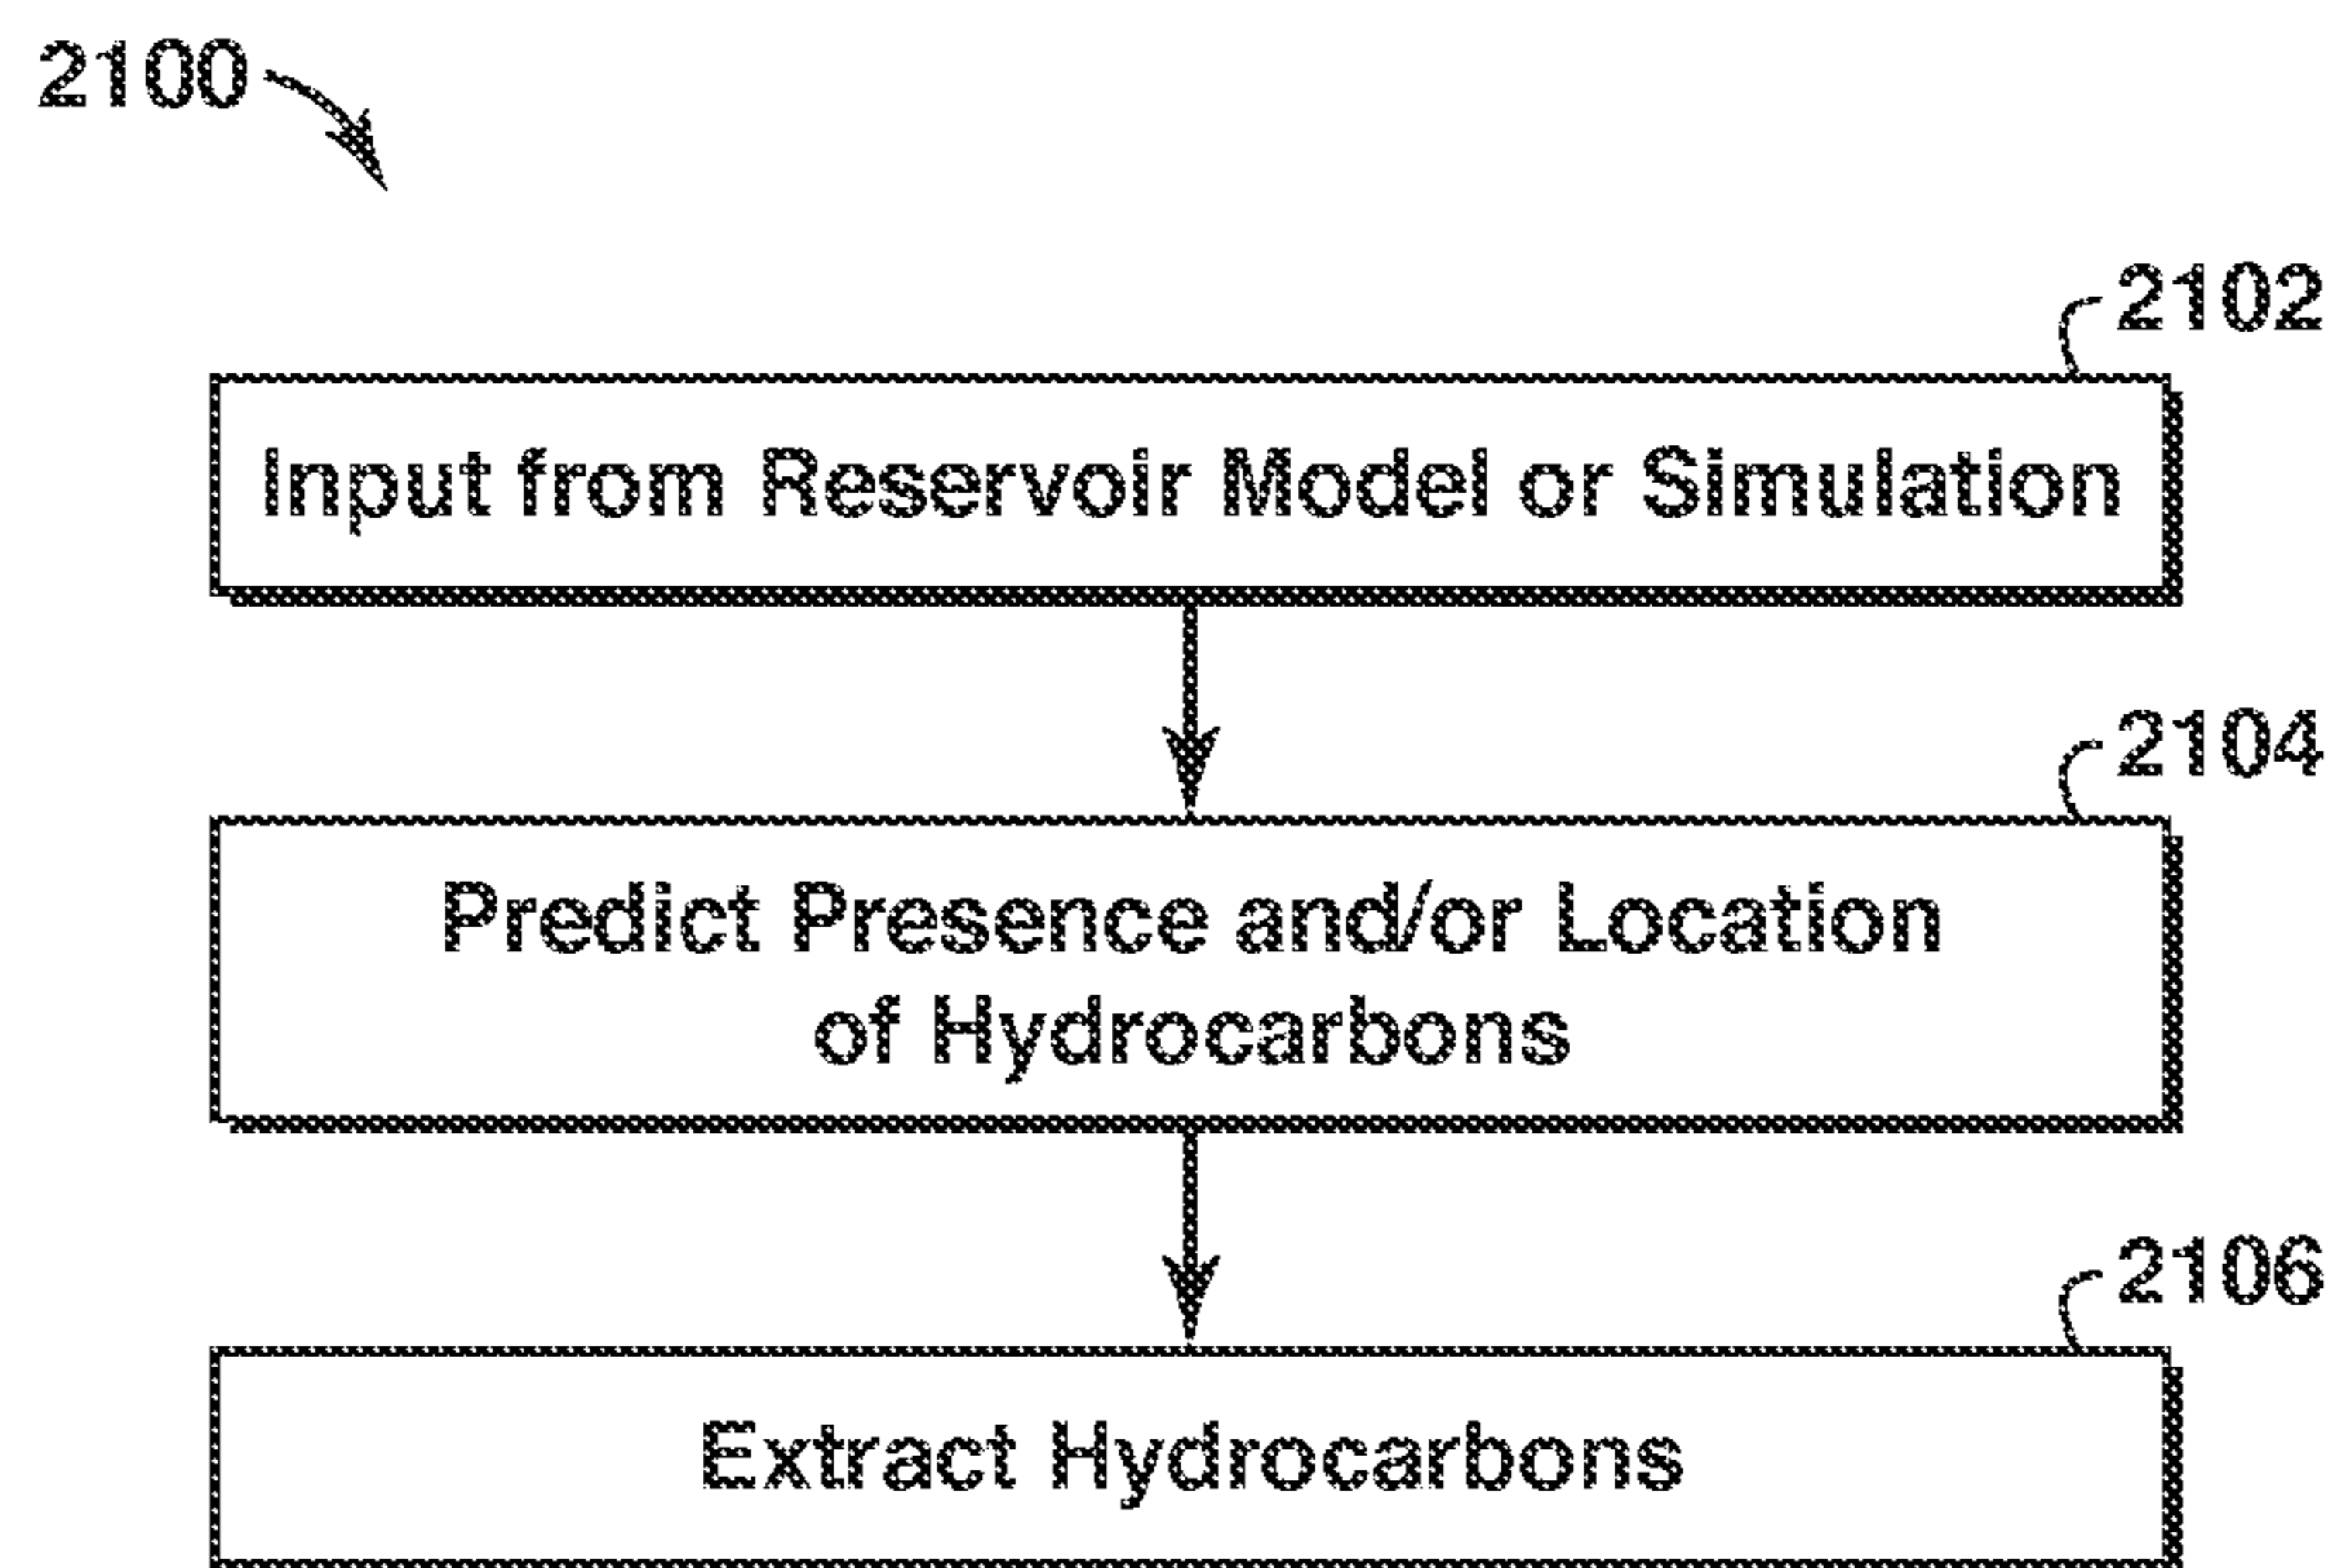 2100
2102
Input from Reservoir Model or Simulation
2104
Predict Presence and/or Location
of Hydrocarbons
2106
Extract Hydrocarbons